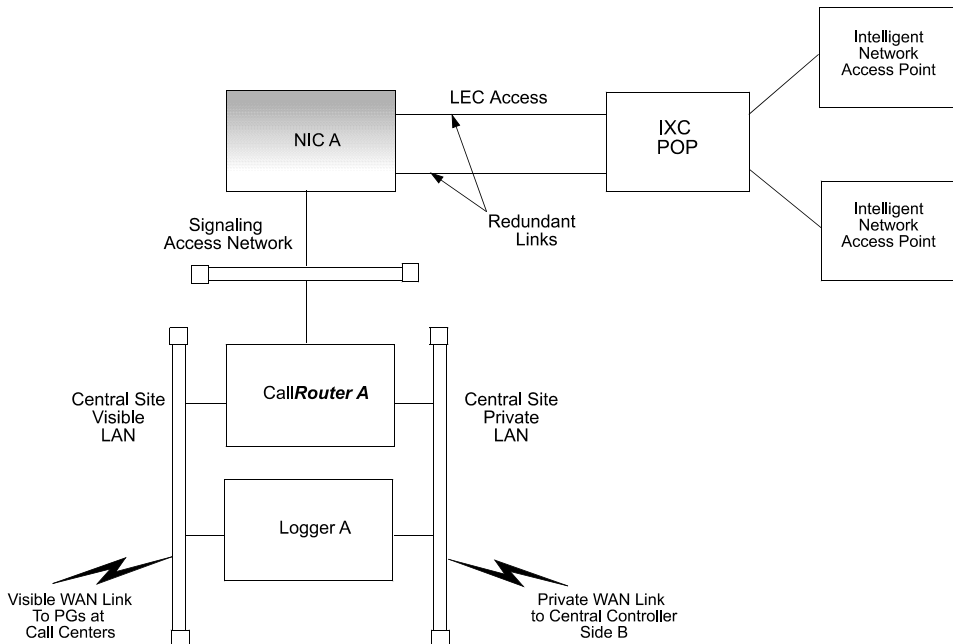 Intelligent
Network
Access Point
LEC Access
NIC A
IXC
POP
Intelligent
Network
Access Point
Signaling
Access Network
Redundant
Links
CallRouter A
Central Site
Visible
LAN
Central Site
Private
LAN
Logger A
Visible WAN Link
To PGs at
Call Centers
Private WAN Link
to Central Controller
Side B